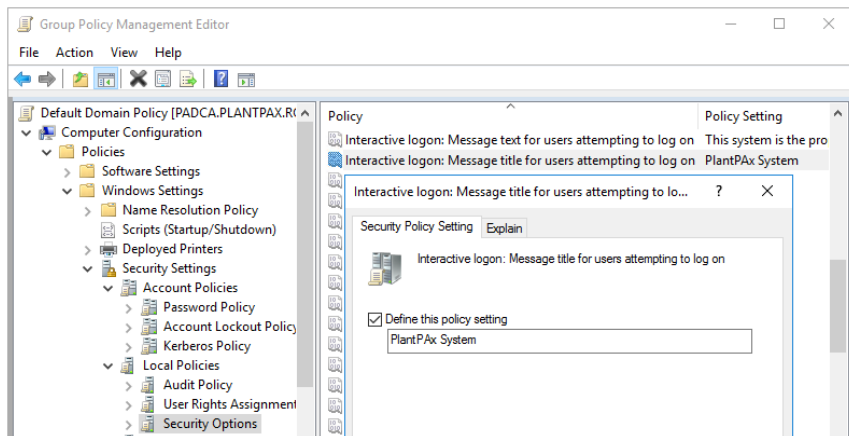 Group Policy Management Editor
File Action View Help
Default Domain Policy [PADCA.PLANTPAX.R
Computer Configuration
Policies
Software Settings
Windows Settings
Name Resolution Policy
Scripts (Startup/Shutdown)
Deployed Printers
Security Settings
Account Policies
Password Policy
Account Lockout Policy
Kerberos Policy
Local Policies
Audit Policy
User Rights Assignment
Security Options
Policy Policy Setting
Interactive logon: Message text for users attempting to log on This system is the pro
Interactive logon: Message title for users attempting to log on PlantPAx System
Interactive logon: Message title for users attempting to lo... ?
Security Policy Setting Explain
Interactive logon: Message title for users attempting to log on
Define this policy setting
PlantPAx System